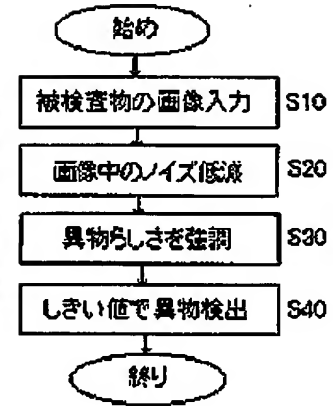 始め
被検査物の画像入力 S10
画像中のノイズ低減 S20
異物らしさを強調 S30
しきい値で異物検出 S40
終り